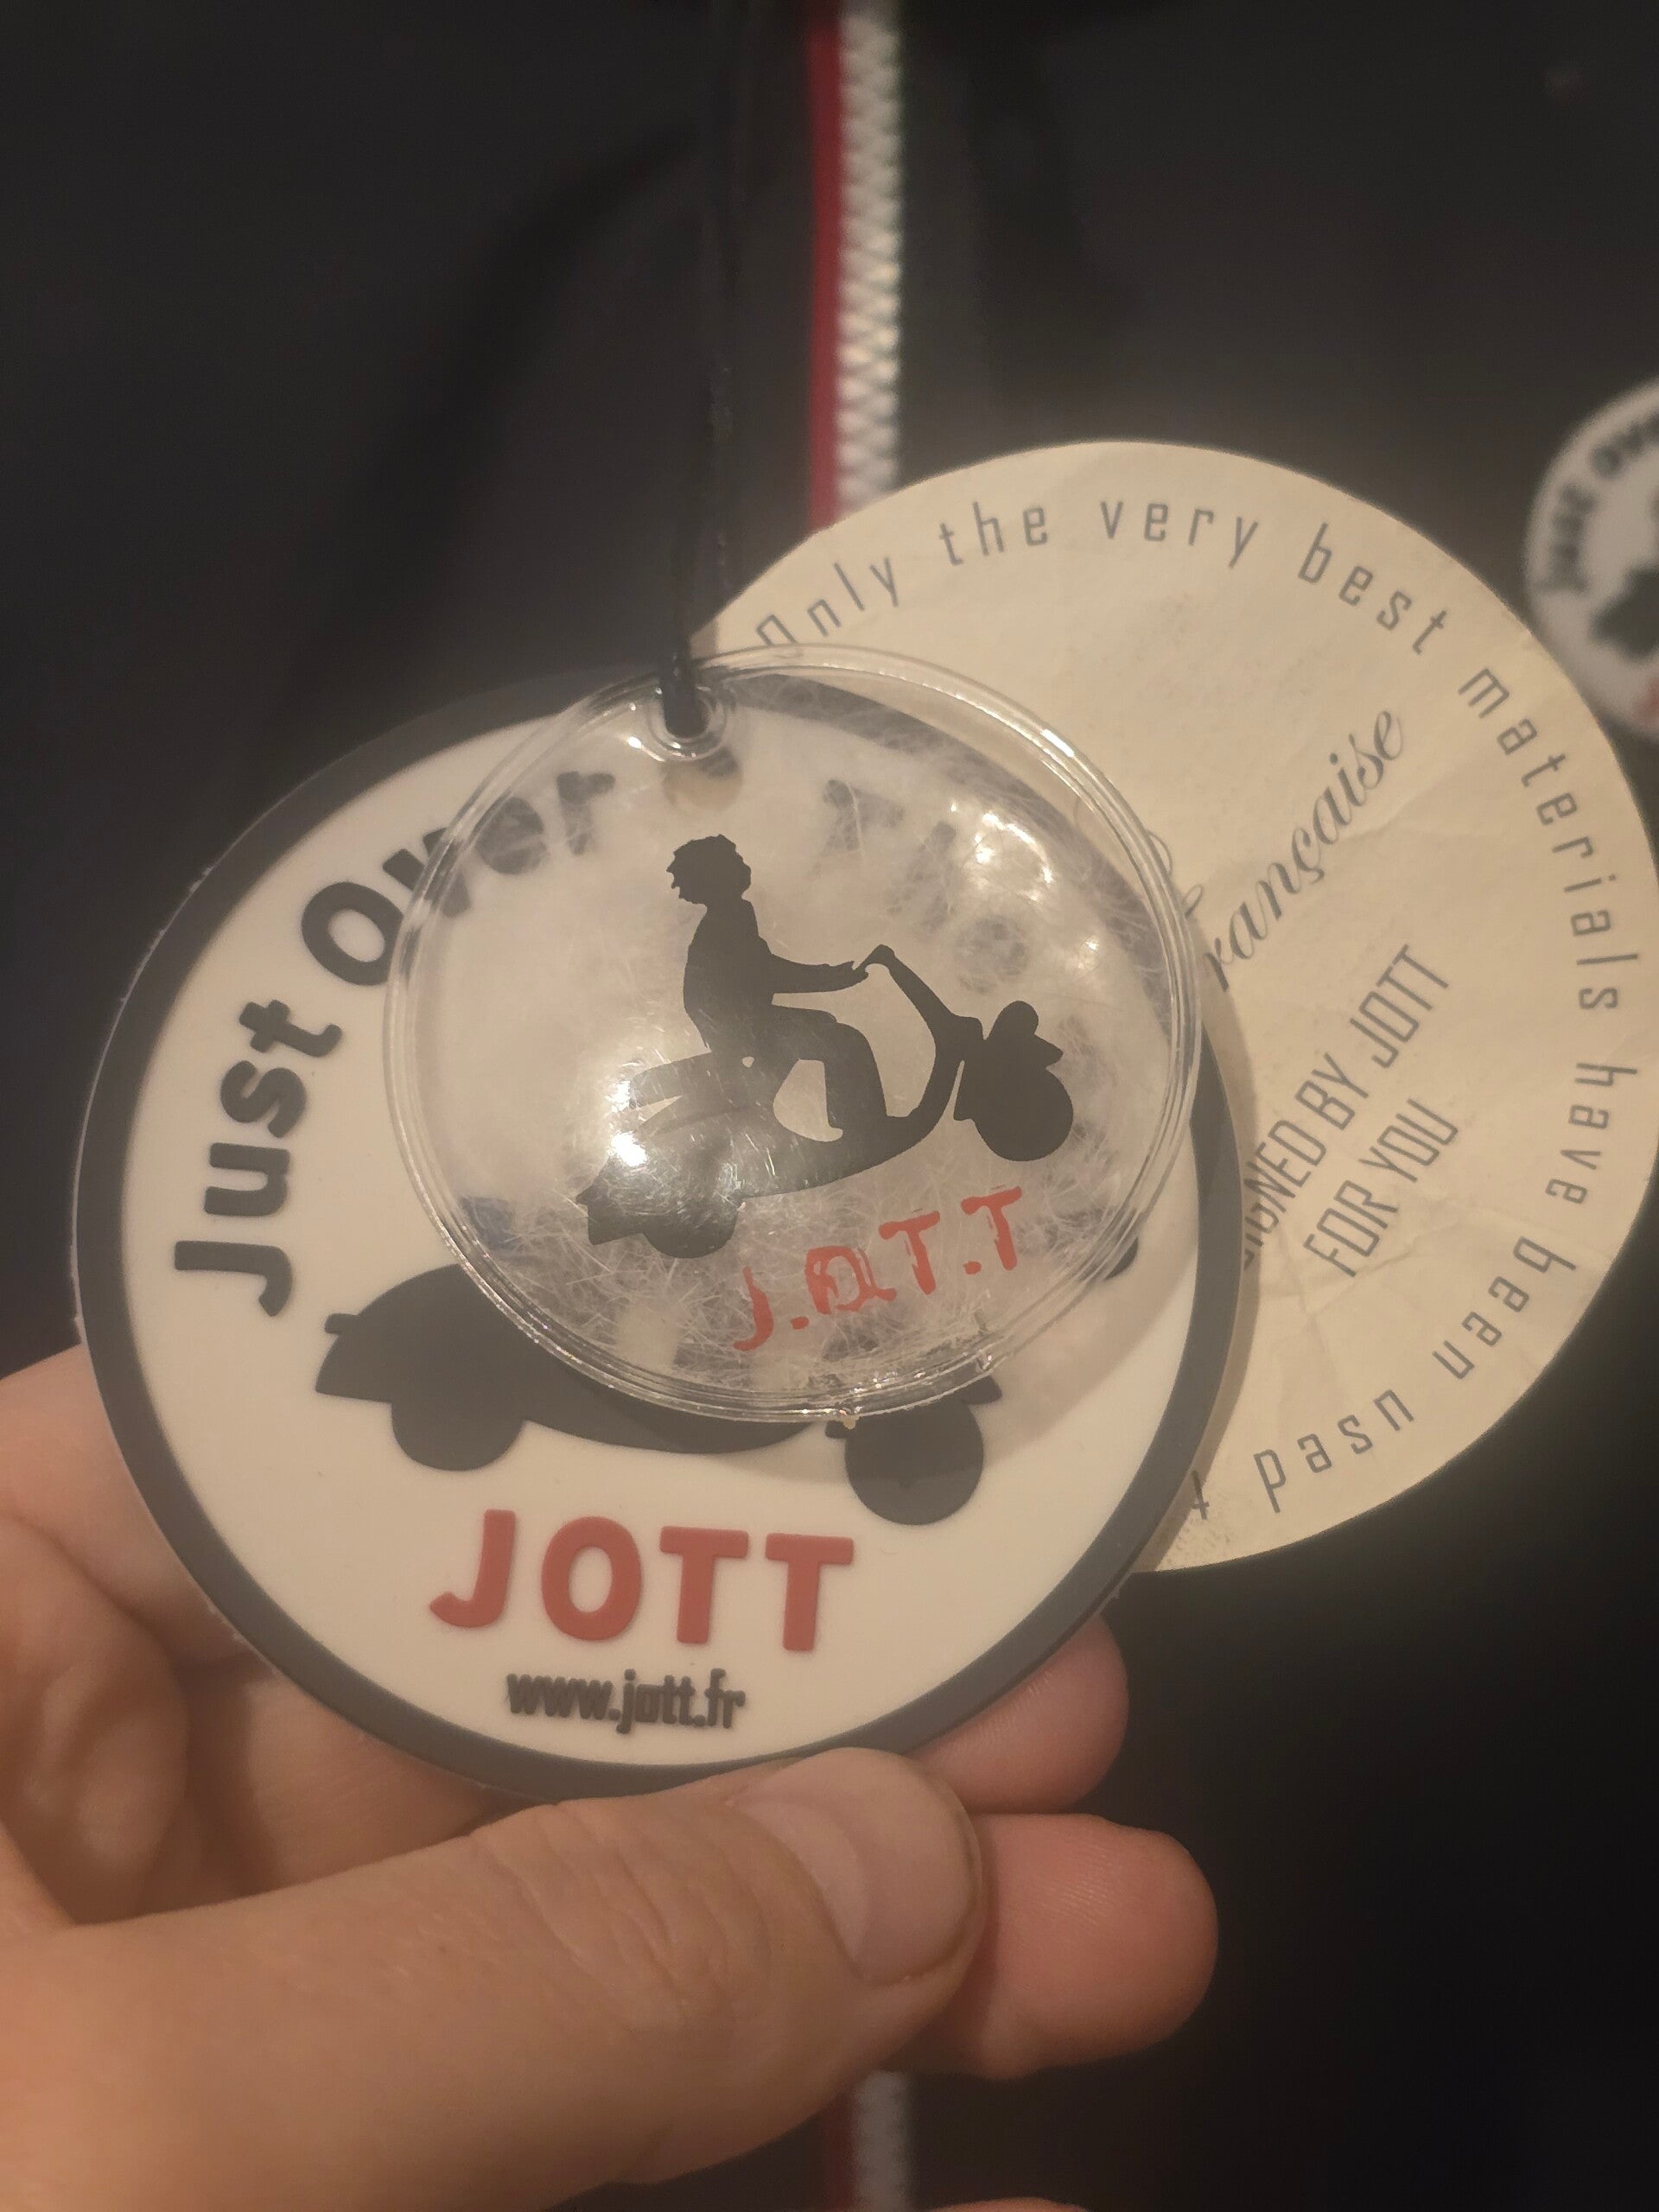 Only the very best materials have been used
Française
DESIGNED BY JOTT
FOR YOU
Just Over
J.O.T.T
JOTT
www.jott.fr